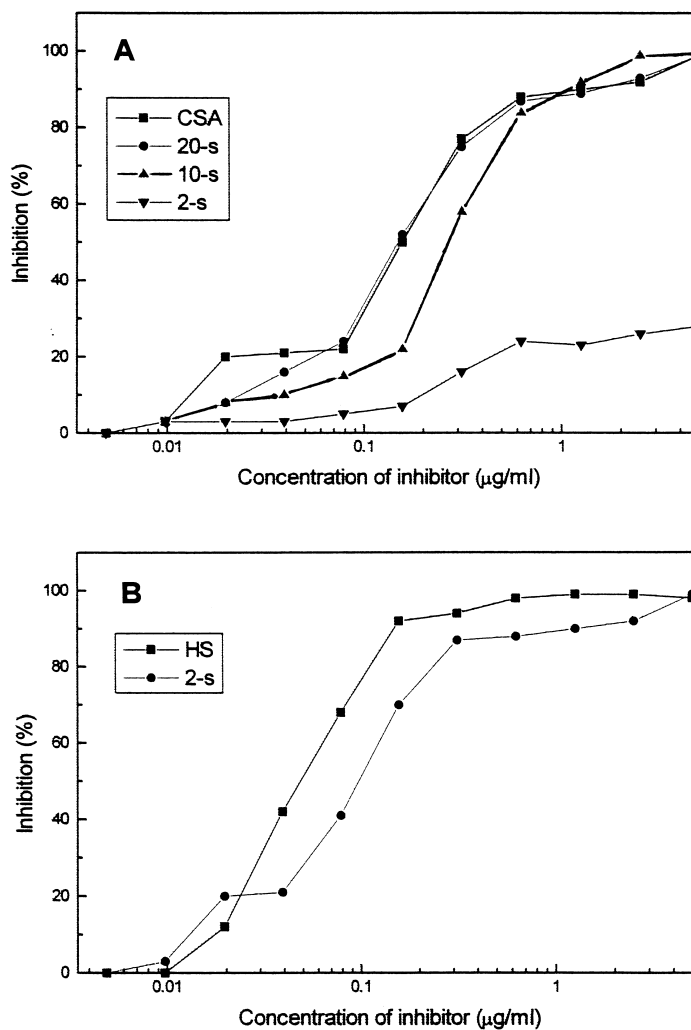 A
CSA
20-s
10-s
2-s
Inhibition (%)
100
80
60
40
20
0
0.01
0.1
1
Concentration of inhibitor (μg/ml)
B
HS
2-s
Inhibition (%)
100
80
60
40
20
0
0.01
0.1
1
Concentration of inhibitor (μg/ml)